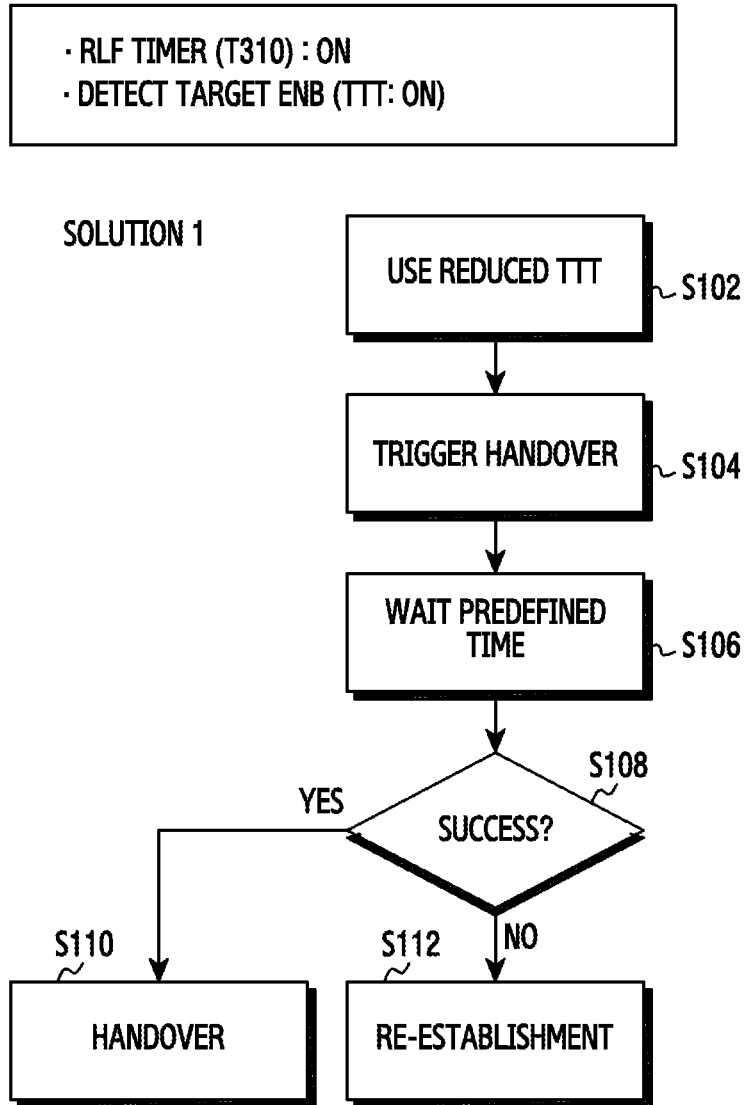 · RLF TIMER (T310) : ON
· DETECT TARGET ENB (TTT: ON)
SOLUTION 1
USE REDUCED TTT
S102
TRIGGER HANDOVER
S104
WAIT PREDEFINED
TIME
S106
S108
YES
SUCCESS?
NO
S110
S112
HANDOVER
RE-ESTABLISHMENT